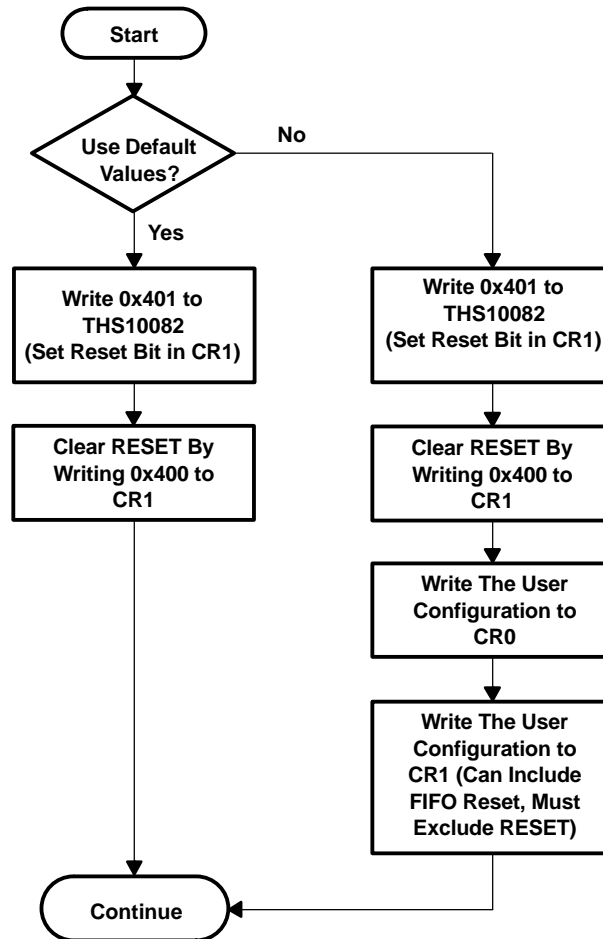 Start
Use Default
Values?
No
Yes
Write 0x401 to
THS10082
(Set Reset Bit in CR1)
Clear RESET By
Writing 0x400 to
CR1
Write 0x401 to
THS10082
(Set Reset Bit in CR1)
Clear RESET By
Writing 0x400 to
CR1
Write The User
Configuration to
CR0
Write The User
Configuration to
CR1 (Can Include
FIFO Reset, Must
Exclude RESET)
Continue